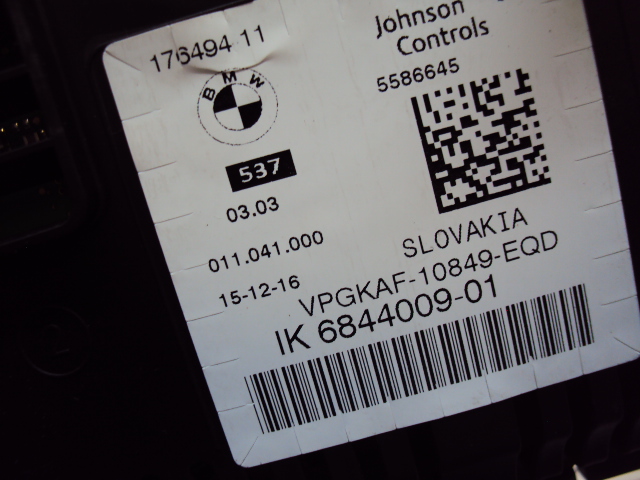 176494 11
Johnson
Controls
BMW
5586645
537
03.03
011.041.000
SLOVAKIA
15-12-16
VPGKAF-10849-EQD
IK 6844009-01